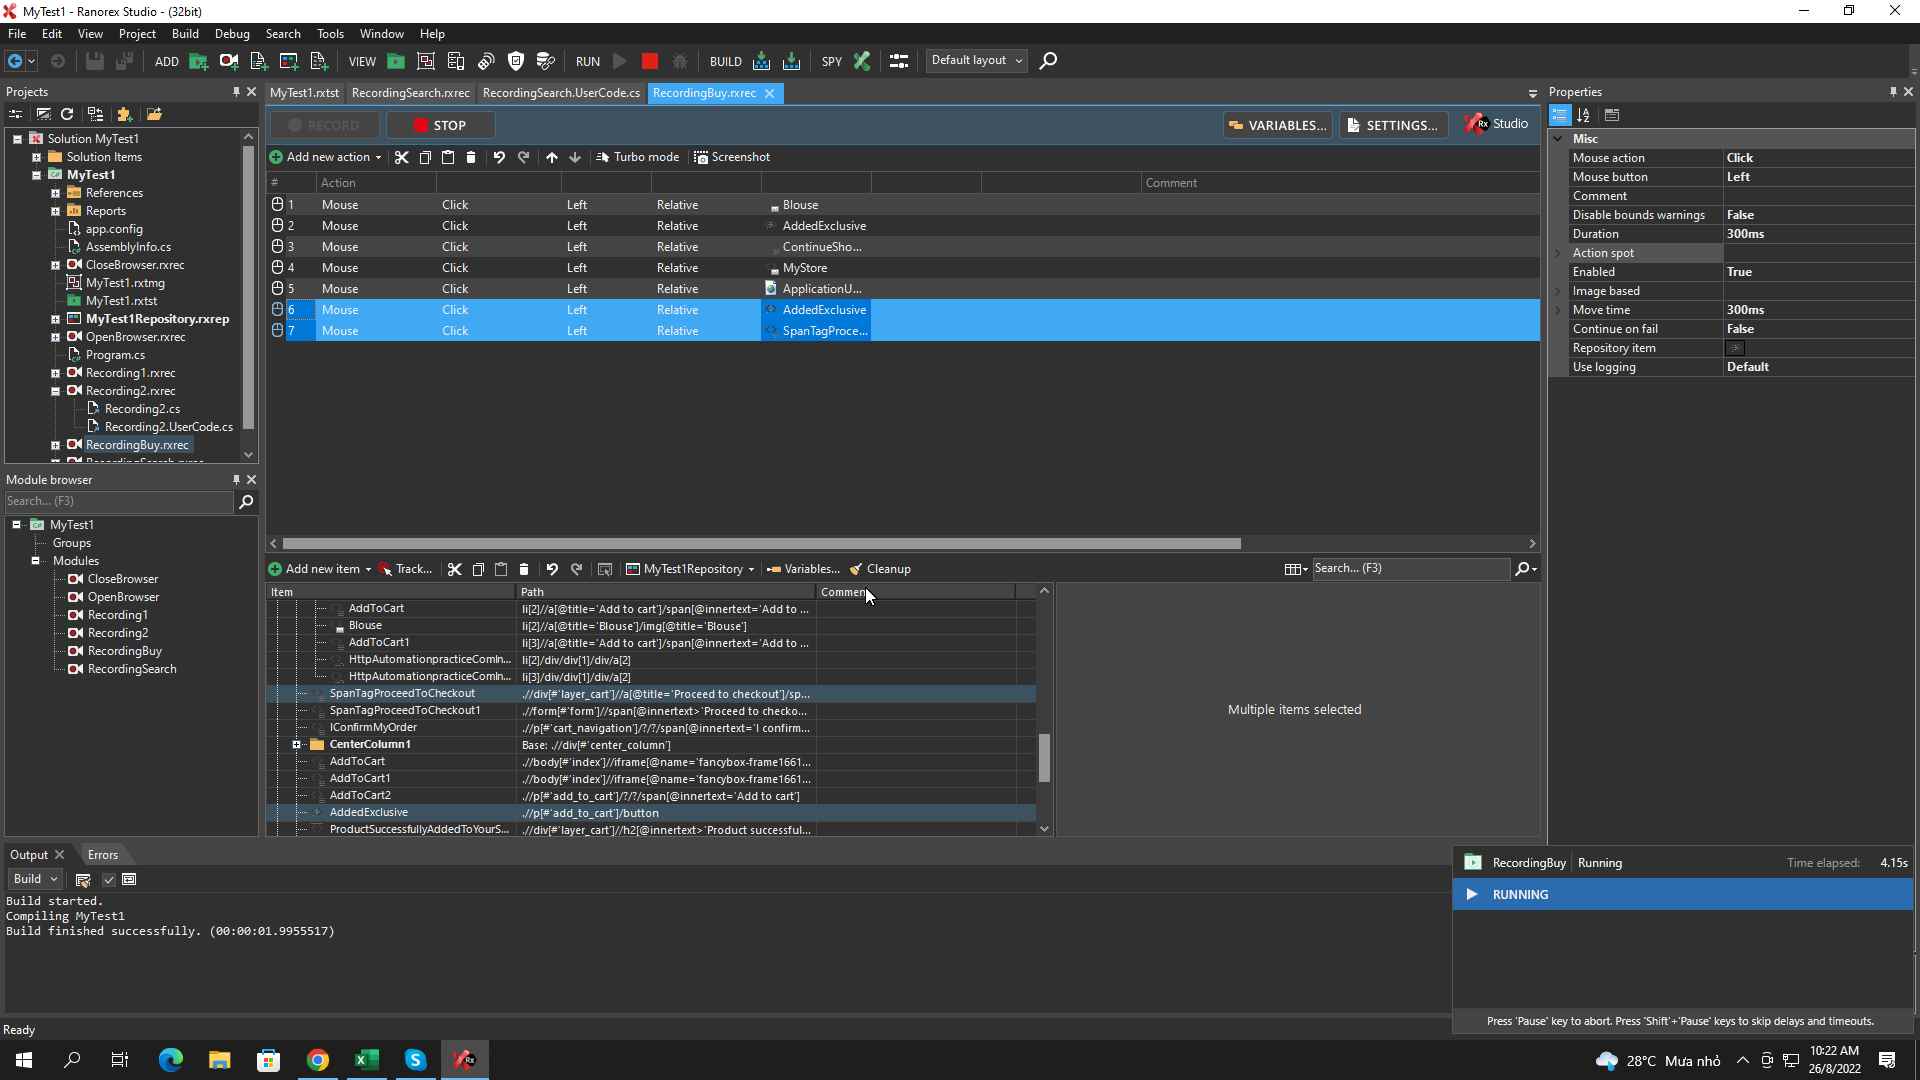 MyTest1 - Ranorex Studio - (32bit)
File Edit View Project Build Debug Search Tools Window Help
ADD VIEW RUN BUILD SPY Default layout
Projects
Solution MyTest1
Solution Items
MyTest1
References
Reports
app.config
AssemblyInfo.cs
CloseBrowser.rxrec
MyTest1.rxtmg
MyTest1.rxtst
MyTest1Repository.rxrep
OpenBrowser.rxrec
Program.cs
Recording1.rxrec
Recording2.rxrec
Recording2.cs
Recording2.UserCode.cs
RecordingBuy.rxrec
Module browser
Search... (F3)
MyTest1
Groups
Modules
CloseBrowser
OpenBrowser
Recording1
Recording2
RecordingBuy
RecordingSearch
MyTest1.rxtst RecordingSearch.rxrec RecordingSearch.UserCode.cs RecordingBuy.rxrec
RECORD STOP VARIABLES... SETTINGS... Rx Studio
Add new action Turbo mode Screenshot
# Action Comment
1 Mouse Click Left Relative Blouse
2 Mouse Click Left Relative AddedExclusive
3 Mouse Click Left Relative ContinueSho...
4 Mouse Click Left Relative MyStore
5 Mouse Click Left Relative ApplicationU...
6 Mouse Click Left Relative AddedExclusive
7 Mouse Click Left Relative SpanTagProce...
Add new item Track... MyTest1Repository Variables... Cleanup Search... (F3)
Item Path Commen
AddToCart li[2]//a[@title='Add to cart']/span[@innertext='Add to ...
Blouse li[2]//a[@title='Blouse']/img[@title='Blouse']
AddToCart1 li[3]//a[@title='Add to cart']/span[@innertext='Add to ...
HttpAutomationpracticeComIn... li[2]/div/div[1]/div/a[2]
HttpAutomationpracticeComIn... li[3]/div/div[1]/div/a[2]
SpanTagProceedToCheckout .//div[#'layer_cart']//a[@title='Proceed to checkout']/sp...
SpanTagProceedToCheckout1 .//form[#'form']//span[@innertext>'Proceed to checko...
IConfirmMyOrder .//p[#'cart_navigation']/?/?/span[@innertext='I confirm...
CenterColumn1 Base: .//div[#'center_column']
AddToCart .//body[#'index']//iframe[@name='fancybox-frame1661...
AddToCart1 .//body[#'index']//iframe[@name='fancybox-frame1661...
AddToCart2 .//p[#'add_to_cart']/?/?/span[@innertext='Add to cart']
AddedExclusive .//p[#'add_to_cart']/button
ProductSuccessfullyAddedToYourS... .//div[#'layer_cart']//h2[@innertext>'Product successful...
Multiple items selected
Properties
Misc
Mouse action Click
Mouse button Left
Comment
Disable bounds warnings False
Duration 300ms
Action spot
Enabled True
Image based
Move time 300ms
Continue on fail False
Repository item
Use logging Default
Output Errors
Build
Build started.
Compiling MyTest1
Build finished successfully. (00:00:01.9955517)
RecordingBuy Running Time elapsed: 4.15s
RUNNING
Press 'Pause' key to abort. Press 'Shift'+'Pause' keys to skip delays and timeouts.
Ready
28°C Mưa nhỏ
10:22 AM
26/8/2022